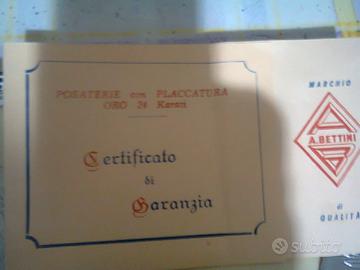 POSATERIE con PLACCATURA
ORO 24 Karati
Certificato
di
Garanzia
MARCHIO
A. BETTINI
di
QUALITÀ
subito